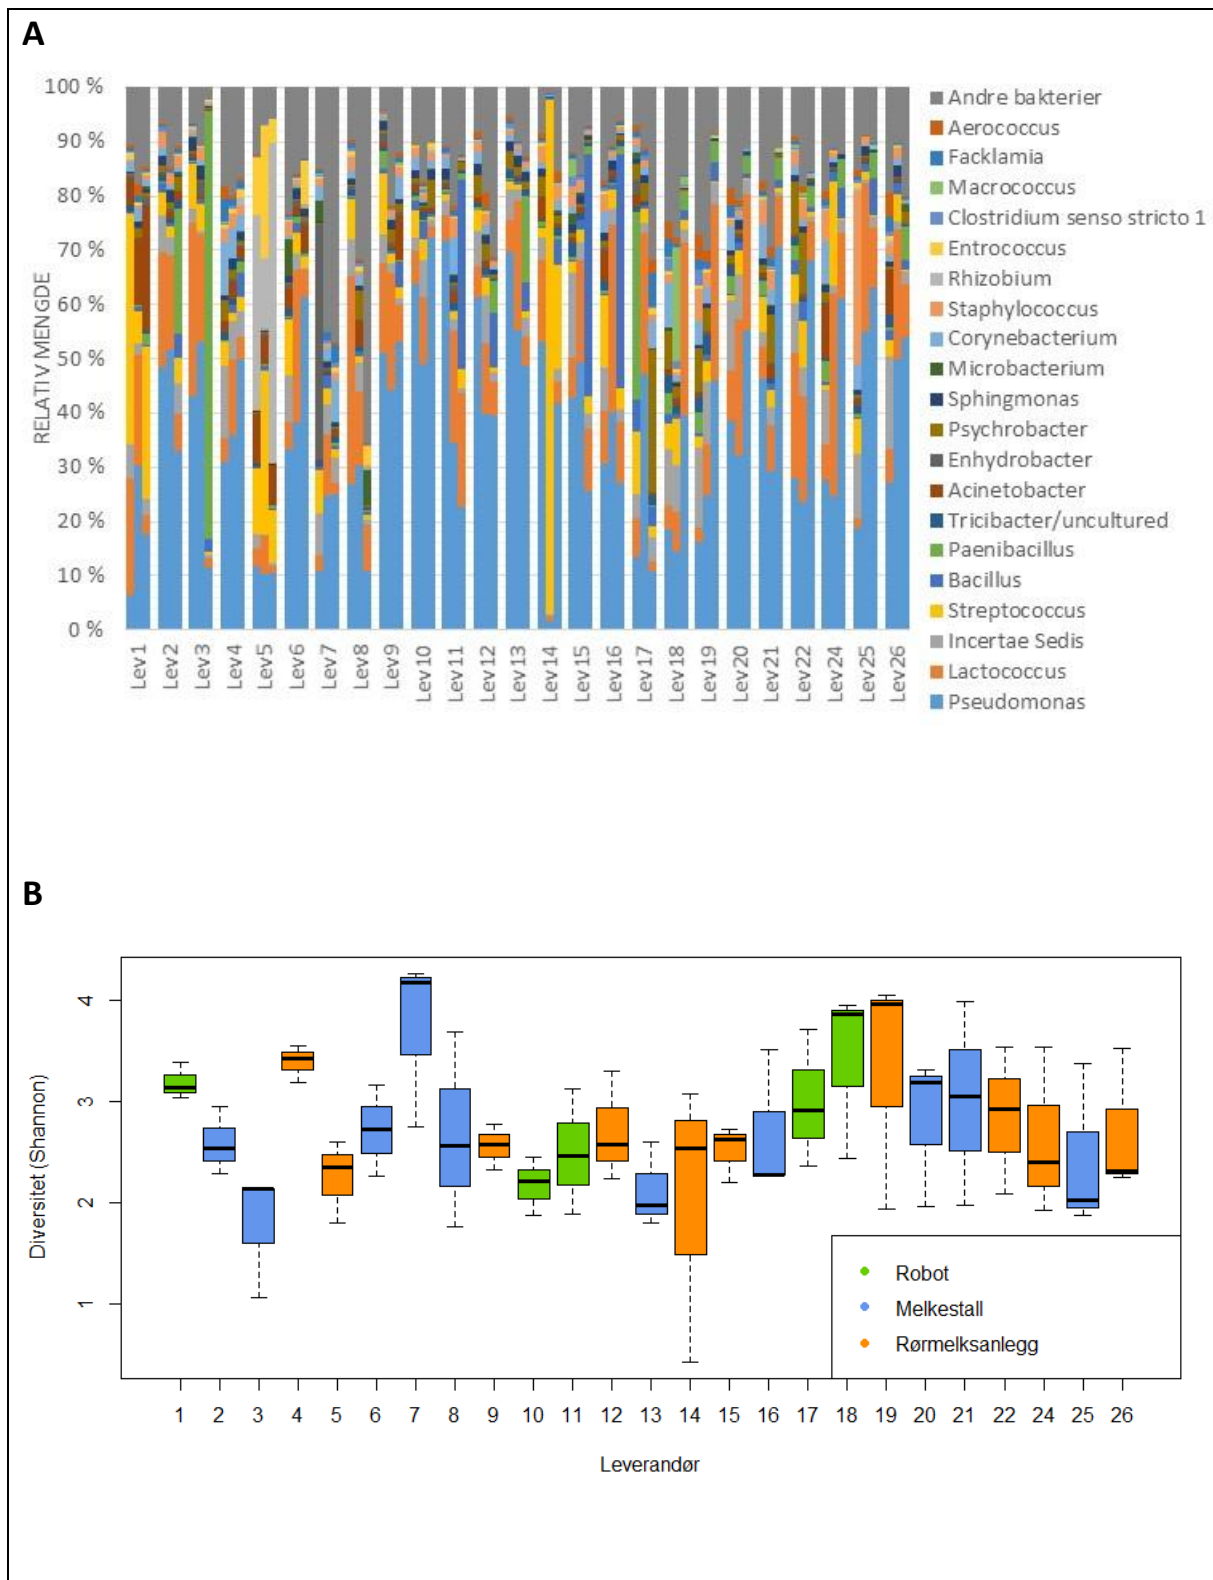 A
100 %
90 %
80 %
70 %
60 %
50 %
40 %
30 %
20 %
10 %
0 %
RELATIV MENGDE
Lev1
Lev2
Lev3
Lev4
Lev5
Lev6
Lev7
Lev8
Lev9
Lev10
Lev11
Lev12
Lev13
Lev14
Lev15
Lev16
Lev17
Lev18
Lev19
Lev20
Lev21
Lev22
Lev24
Lev25
Lev26
Andre bakterier
Aerococcus
Facklamia
Macrococcus
Clostridium senso stricto 1
Entrococcus
Rhizobium
Staphylococcus
Corynebacterium
Microbacterium
Sphingmonas
Psychrobacter
Enhydrobacter
Acinetobacter
Tricibacter/uncultured
Paenibacillus
Bacillus
Streptococcus
Incertae Sedis
Lactococcus
Pseudomonas
B
Diversitet (Shannon)
4
3
2
1
Robot
Melkestall
Rørmelksanlegg
1 2 3 4 5 6 7 8 9 10 11 12 13 14 15 16 17 18 19 20 21 22 24 25 26
Leverandør